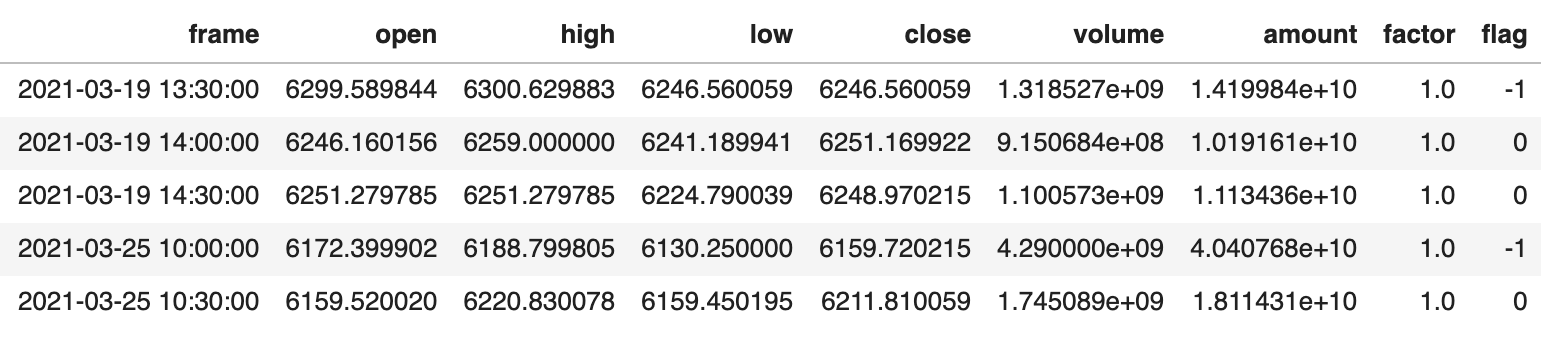 frame open high low close volume amount factor flag
2021-03-19 13:30:00 6299.589844 6300.629883 6246.560059 6246.560059 1.318527e+09 1.419984e+10 1.0 -1
2021-03-19 14:00:00 6246.160156 6259.000000 6241.189941 6251.169922 9.150684e+08 1.019161e+10 1.0 0
2021-03-19 14:30:00 6251.279785 6251.279785 6224.790039 6248.970215 1.100573e+09 1.113436e+10 1.0 0
2021-03-25 10:00:00 6172.399902 6188.799805 6130.250000 6159.720215 4.290000e+09 4.040768e+10 1.0 -1
2021-03-25 10:30:00 6159.520020 6220.830078 6159.450195 6211.810059 1.745089e+09 1.811431e+10 1.0 0